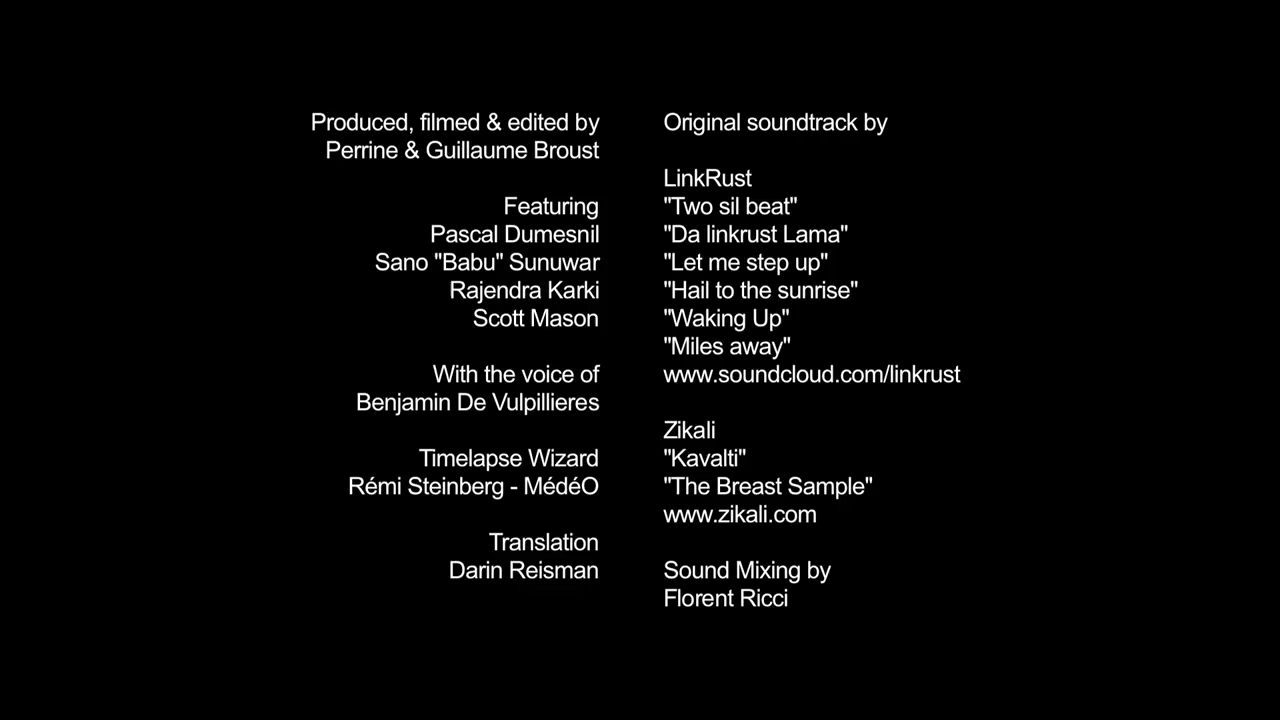 Produced, filmed & edited by
Perrine & Guillaume Broust
Featuring
Pascal Dumesnil
Sano "Babu" Sunuwar
Rajendra Karki
Scott Mason
With the voice of
Benjamin De Vulpillieres
Timelapse Wizard
Rémi Steinberg - MédéO
Translation
Darin Reisman
Original soundtrack by
LinkRust
"Two sil beat"
"Da linkrust Lama"
"Let me step up"
"Hail to the sunrise"
"Waking Up"
"Miles away"
www.soundcloud.com/linkrust
Zikali
"Kavalti"
"The Breast Sample"
www.zikali.com
Sound Mixing by
Florent Ricci